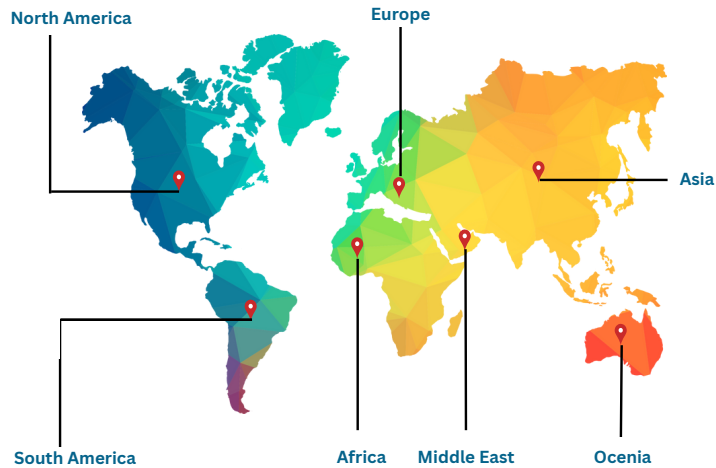 North America
Europe
Asia
South America
Africa
Middle East
Ocenia